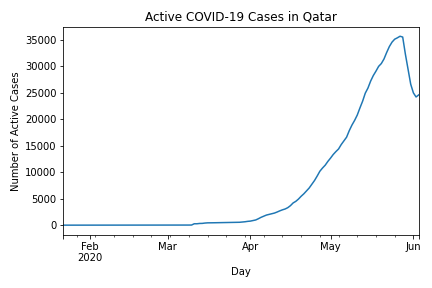 Active COVID-19 Cases in Qatar
Number of Active Cases
35000
30000
25000
20000
15000
10000
5000
0
Feb Mar Apr May Jun
2020
Day